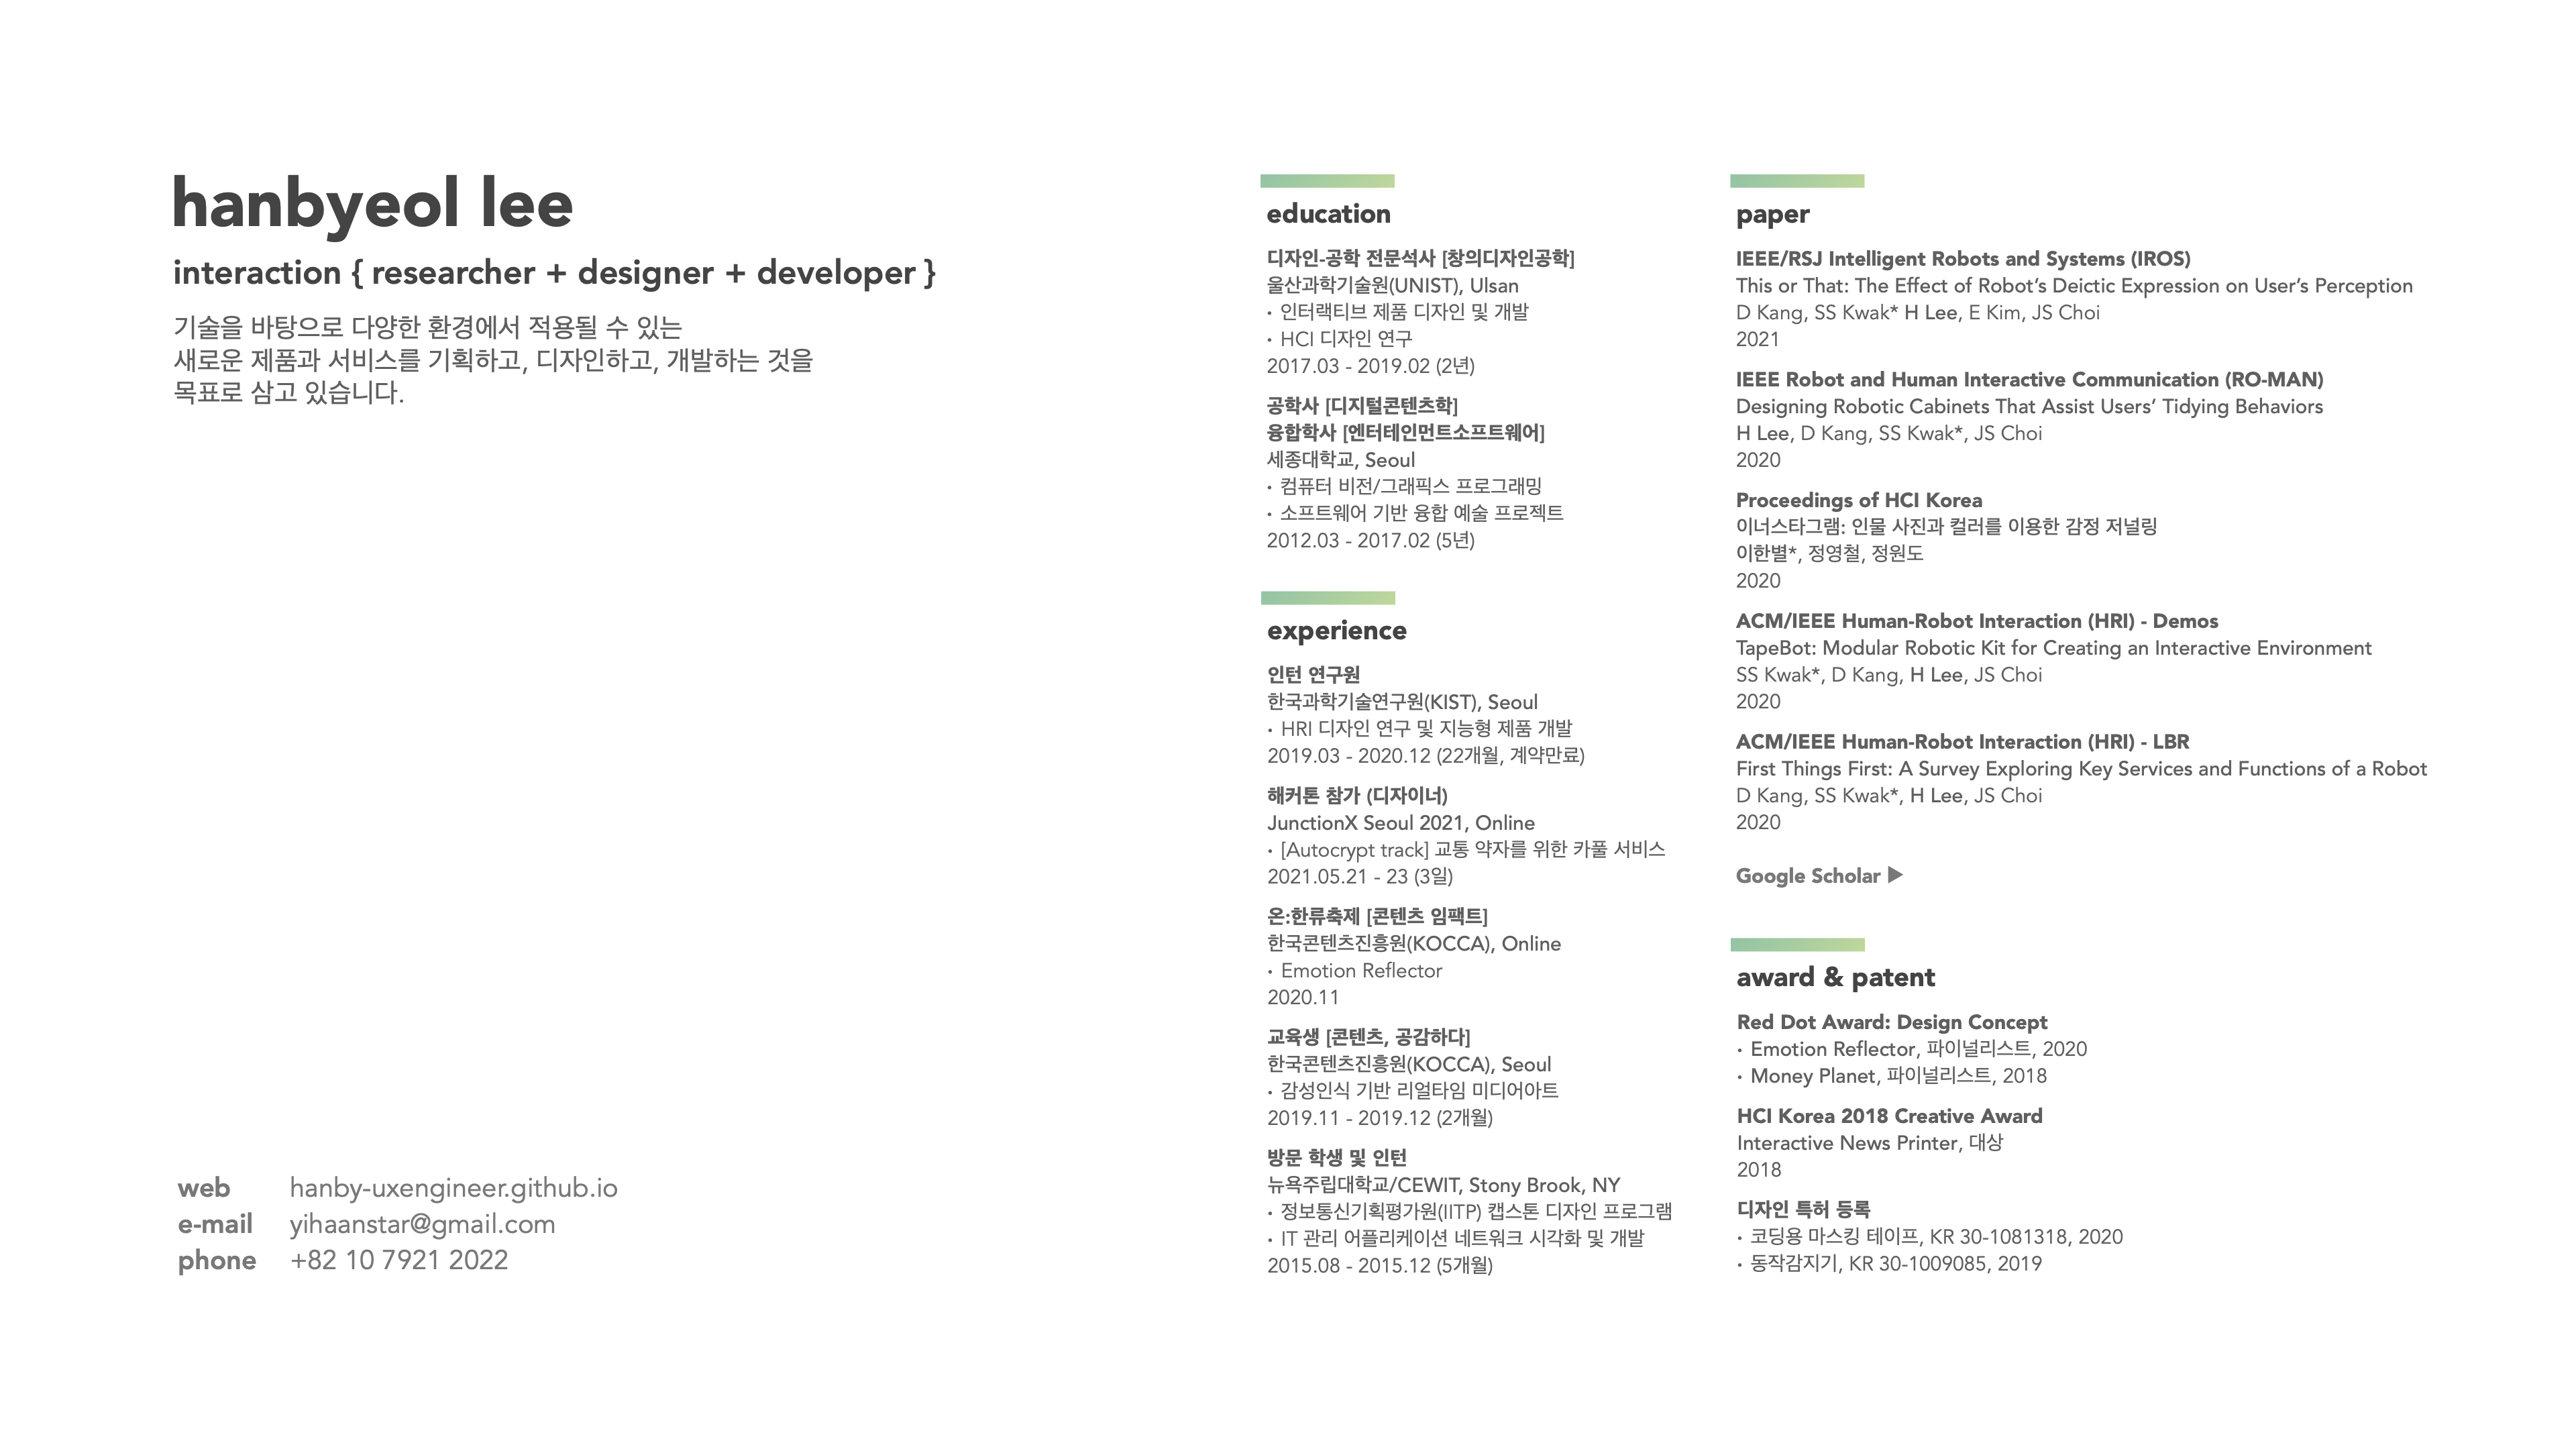 hanbyeol lee
interaction { researcher + designer + developer }
기술을 바탕으로 다양한 환경에서 적용될 수 있는
새로운 제품과 서비스를 기획하고, 디자인하고, 개발하는 것을
목표로 삼고 있습니다.
web hanby-uxengineer.github.io
e-mail yihaanstar@gmail.com
phone +82 10 7921 2022
education
디자인-공학 전문석사 [창의디자인공학]
울산과학기술원(UNIST), Ulsan
• 인터랙티브 제품 디자인 및 개발
• HCI 디자인 연구
2017.03 - 2019.02 (2년)
공학사 [디지털콘텐츠학]
융합학사 [엔터테인먼트소프트웨어]
세종대학교, Seoul
• 컴퓨터 비전/그래픽스 프로그래밍
• 소프트웨어 기반 융합 예술 프로젝트
2012.03 - 2017.02 (5년)
experience
인턴 연구원
한국과학기술연구원(KIST), Seoul
• HRI 디자인 연구 및 지능형 제품 개발
2019.03 - 2020.12 (22개월, 계약만료)
해커톤 참가 (디자이너)
JunctionX Seoul 2021, Online
• [Autocrypt track] 교통 약자를 위한 카풀 서비스
2021.05.21 - 23 (3일)
온:한류축제 [콘텐츠 임팩트]
한국콘텐츠진흥원(KOCCA), Online
• Emotion Reflector
2020.11
교육생 [콘텐츠, 공감하다]
한국콘텐츠진흥원(KOCCA), Seoul
• 감성인식 기반 리얼타임 미디어아트
2019.11 - 2019.12 (2개월)
방문 학생 및 인턴
뉴욕주립대학교/CEWIT, Stony Brook, NY
• 정보통신기획평가원(IITP) 캡스톤 디자인 프로그램
• IT 관리 어플리케이션 네트워크 시각화 및 개발
2015.08 - 2015.12 (5개월)
paper
IEEE/RSJ Intelligent Robots and Systems (IROS)
This or That: The Effect of Robot’s Deictic Expression on User’s Perception
D Kang, SS Kwak* H Lee, E Kim, JS Choi
2021
IEEE Robot and Human Interactive Communication (RO-MAN)
Designing Robotic Cabinets That Assist Users’ Tidying Behaviors
H Lee, D Kang, SS Kwak*, JS Choi
2020
Proceedings of HCI Korea
이너스타그램: 인물 사진과 컬러를 이용한 감정 저널링
이한별*, 정영철, 정원도
2020
ACM/IEEE Human-Robot Interaction (HRI) - Demos
TapeBot: Modular Robotic Kit for Creating an Interactive Environment
SS Kwak*, D Kang, H Lee, JS Choi
2020
ACM/IEEE Human-Robot Interaction (HRI) - LBR
First Things First: A Survey Exploring Key Services and Functions of a Robot
D Kang, SS Kwak*, H Lee, JS Choi
2020
Google Scholar ▶
award & patent
Red Dot Award: Design Concept
• Emotion Reflector, 파이널리스트, 2020
• Money Planet, 파이널리스트, 2018
HCI Korea 2018 Creative Award
Interactive News Printer, 대상
2018
디자인 특허 등록
• 코딩용 마스킹 테이프, KR 30-1081318, 2020
• 동작감지기, KR 30-1009085, 2019